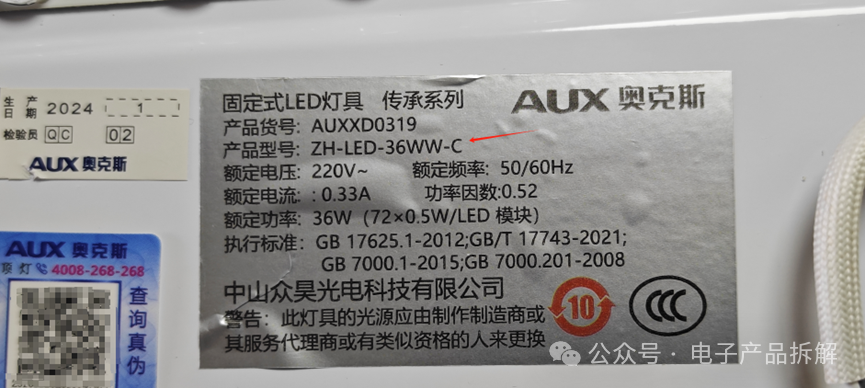 生产日期 2024 1
检验员 QC 02
AUX 奥克斯
AUX 奥克斯
顶灯 4008-268-268
查询真伪
固定式LED灯具 传承系列
AUX 奥克斯
产品货号: AUXXD0319
产品型号: ZH-LED-36WW-C
额定电压: 220V~ 额定频率: 50/60Hz
额定电流: : 0.33A 功率因数:0.52
额定功率: 36W（72×0.5W/LED 模块）
执行标准: GB 17625.1-2012;GB/T 17743-2021;
GB 7000.1-2015;GB 7000.201-2008
中山众昊光电科技有限公司
10
CCC
警告: 此灯具的光源应由制作制造商或
其服务代理商或有类似资格的人来更换
公众号 · 电子产品拆解